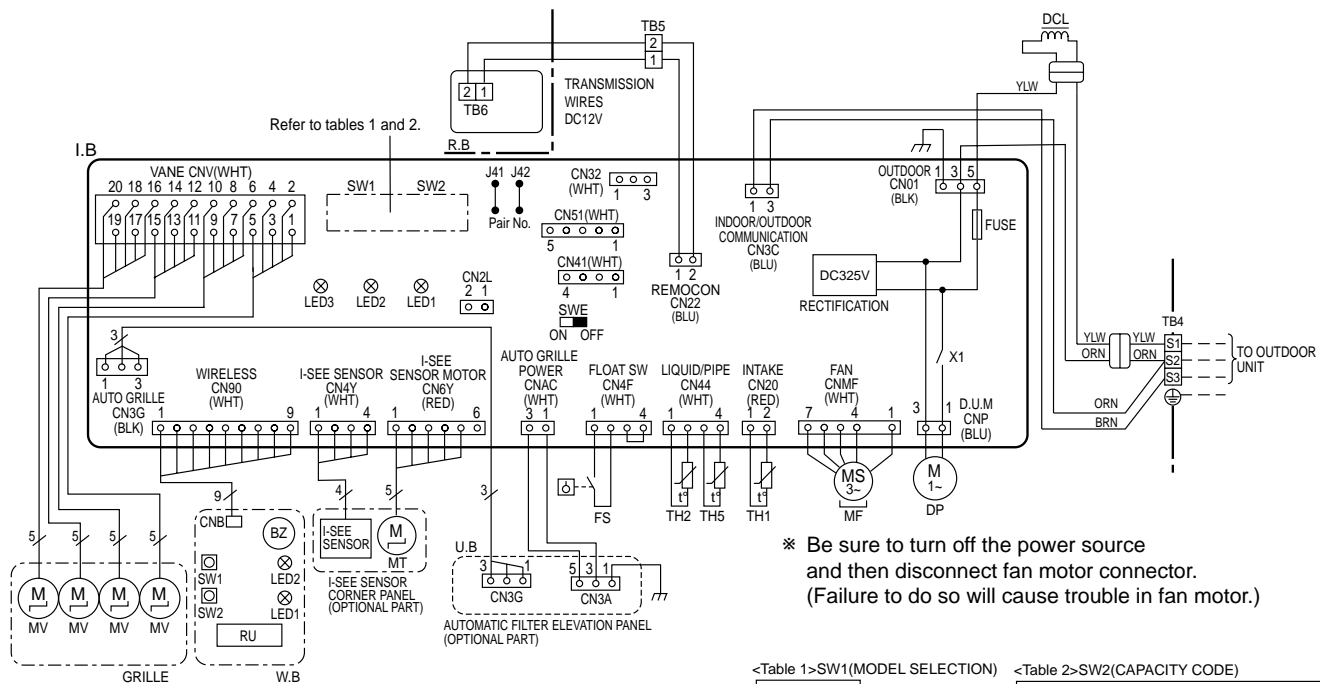 DCL
TB5
2
1
YLW
2 1
TB6
TRANSMISSION
WIRES
DC12V
Refer to tables 1 and 2.
R.B
I.B
VANE CNV(WHT)
20 18 16 14 12 10 8 6 4 2
19 17 15 13 11 9 7 5 3 1
SW1 SW2
J41 J42
Pair No.
CN32
(WHT)
1 3
CN51(WHT)
5 1
CN41(WHT)
4 1
SWE
ON OFF
1 2
REMOCON
CN22
(BLU)
1 3
INDOOR/OUTDOOR
COMMUNICATION
CN3C
(BLU)
OUTDOOR
CN01
(BLK)
1 3 5
FUSE
DC325V
RECTIFICATION
X1
LED3 LED2 LED1
CN2L
2 1
TB4
YLW YLW S1
ORN ORN S2
S3
TO OUTDOOR
UNIT
ORN
BRN
3
1 3
AUTO GRILLE
CN3G
(BLK)
WIRELESS
CN90
(WHT)
1 9
I-SEE SENSOR
CN4Y
(WHT)
1 4
I-SEE
SENSOR MOTOR
CN6Y
(RED)
1 6
AUTO GRILLE
POWER
CNAC
(WHT)
3 1
FLOAT SW
CN4F
(WHT)
1 4
LIQUID/PIPE
CN44
(WHT)
1 4
INTAKE
CN20
(RED)
1 2
FAN
CNMF
(WHT)
7 4 1
3 1
D.U.M
CNP
(BLU)
9
4
5
3
FS
t° t° t°
TH2 TH5 TH1
MS
3~
MF
M
1~
DP
5 5 5 5
M M M M
MV MV MV MV
GRILLE
CNB
BZ
SW1
SW2
LED2
LED1
RU
W.B
I-SEE
SENSOR
M
MT
I-SEE SENSOR
CORNER PANEL
(OPTIONAL PART)
U.B
3 1
CN3G
5 3 1
CN3A
AUTOMATIC FILTER ELEVATION PANEL
(OPTIONAL PART)
※ Be sure to turn off the power source
and then disconnect fan motor connector.
(Failure to do so will cause trouble in fan motor.)
<Table 1>SW1(MODEL SELECTION) <Table 2>SW2(CAPACITY CODE)